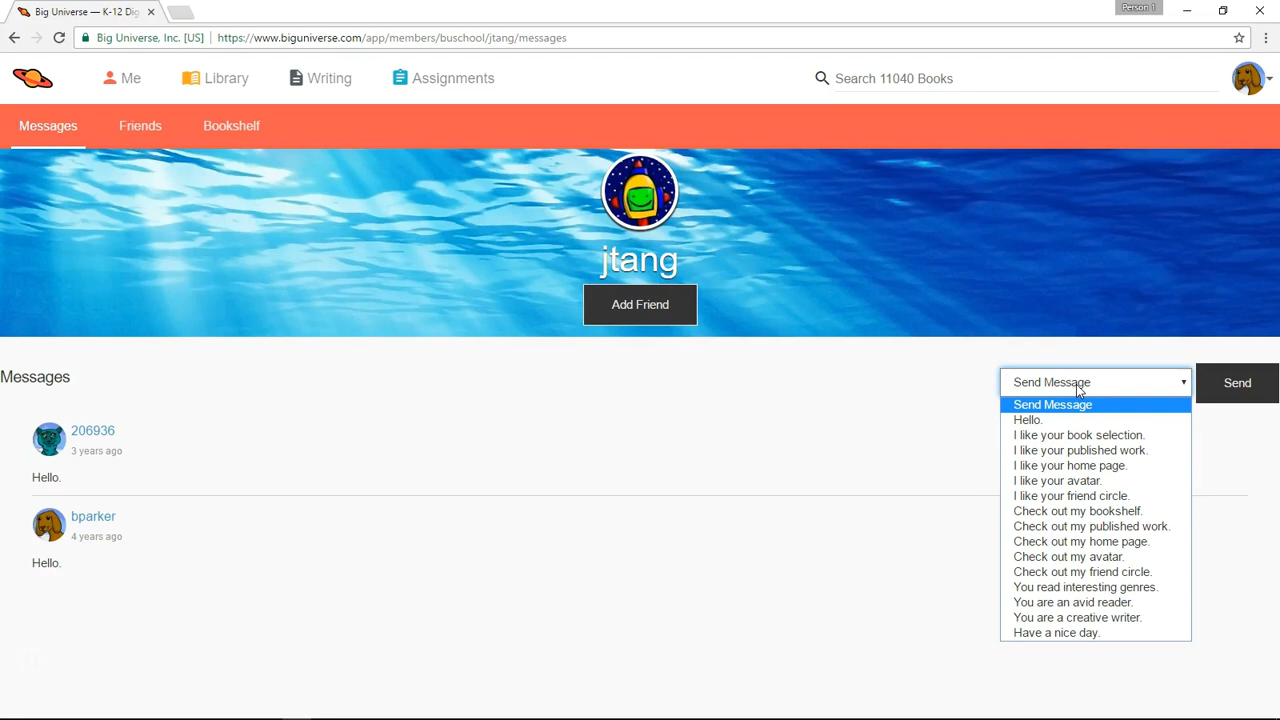 Big Universe — K-12 Dig
Person 1
Big Universe, Inc. [US]
https://www.biguniverse.com/app/members/buschool/jtang/messages
Me
Library
Writing
Assignments
Search 11040 Books
Messages
Friends
Bookshelf
jtang
Add Friend
Messages
Send Message
Send
Send Message
Hello.
I like your book selection.
I like your published work.
I like your home page.
I like your avatar.
I like your friend circle.
Check out my bookshelf.
Check out my published work.
Check out my home page.
Check out my avatar.
Check out my friend circle.
You read interesting genres.
You are an avid reader.
You are a creative writer.
Have a nice day.
206936
3 years ago
Hello.
bparker
4 years ago
Hello.